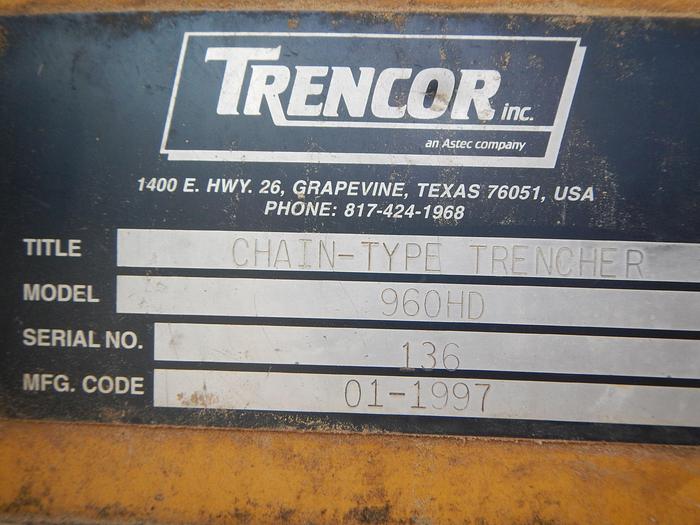 TRENCOR inc.
an Astec company
1400 E. HWY. 26, GRAPEVINE, TEXAS 76051, USA
PHONE: 817-424-1968
TITLE CHAIN-TYPE TRENCHER
MODEL 960HD
SERIAL NO. 136
MFG. CODE 01-1997